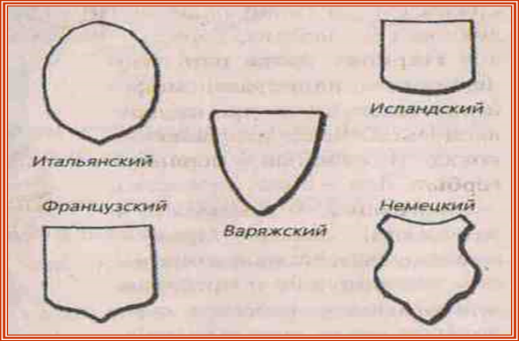 Итальянский
Исландский
Французский
Варяжский
Немецкий